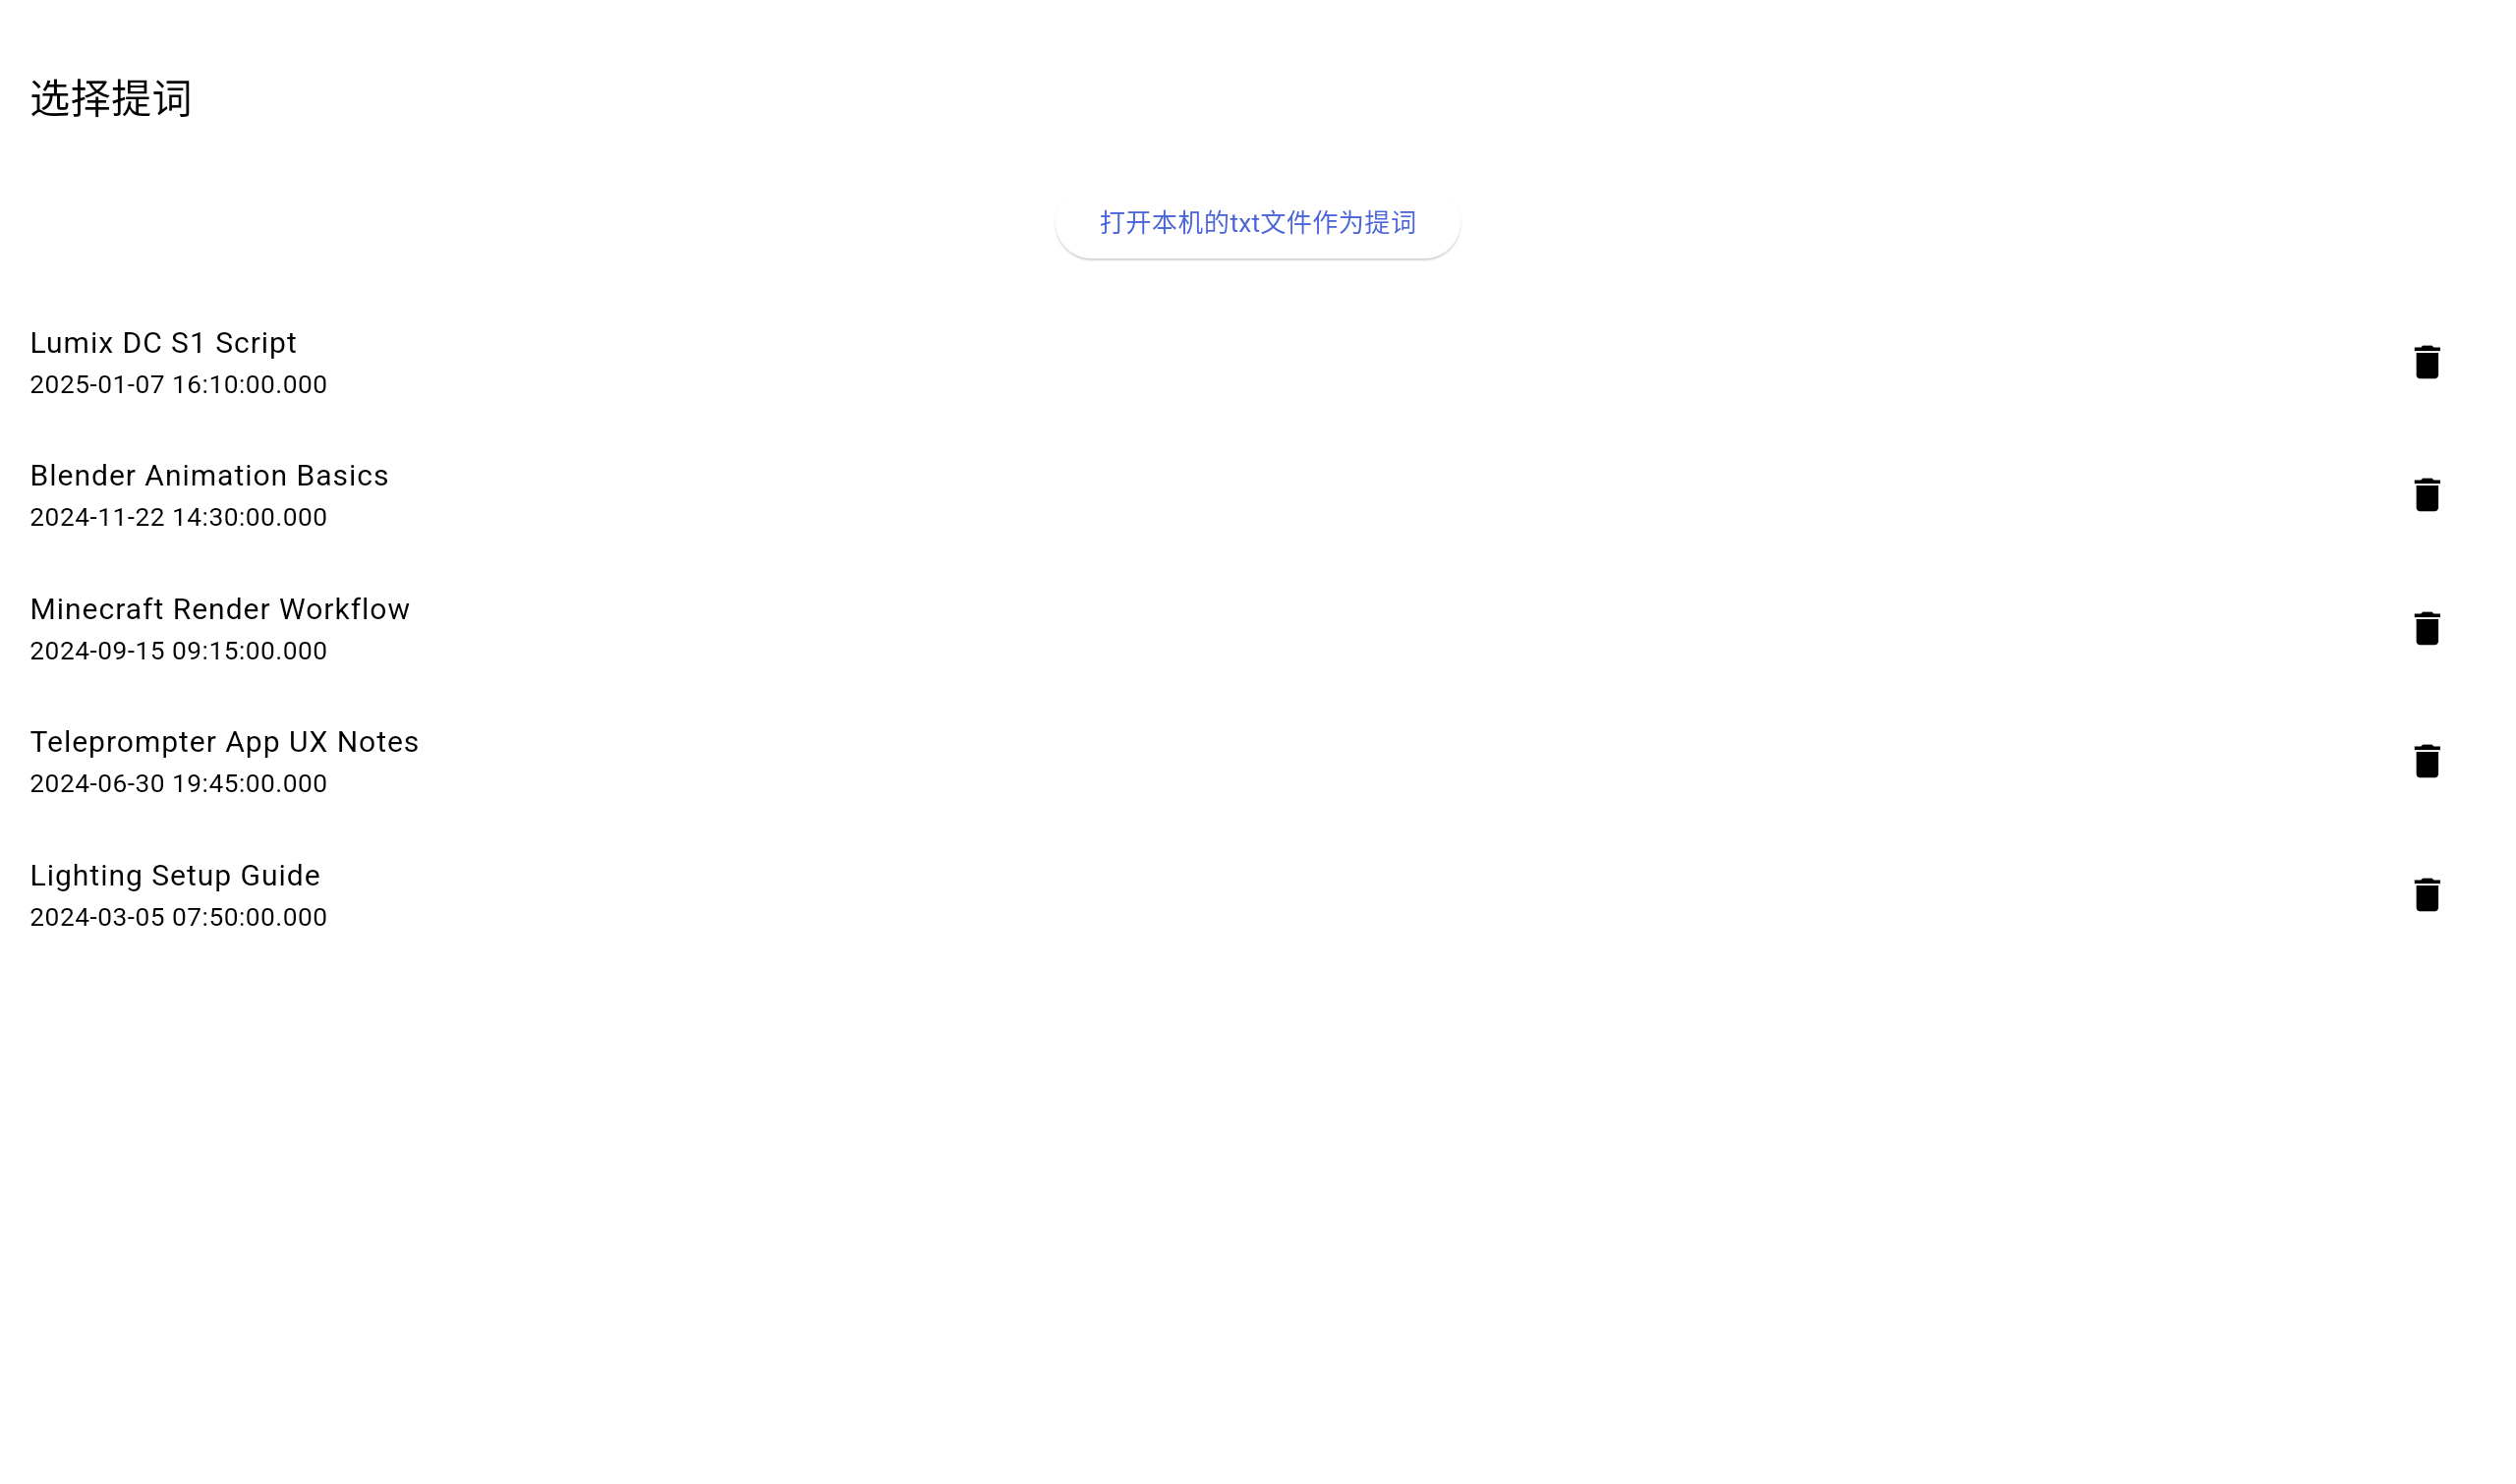 选择提词
打开本机的txt文件作为提词
Lumix DC S1 Script
2025-01-07 16:10:00.000
Blender Animation Basics
2024-11-22 14:30:00.000
Minecraft Render Workflow
2024-09-15 09:15:00.000
Teleprompter App UX Notes
2024-06-30 19:45:00.000
Lighting Setup Guide
2024-03-05 07:50:00.000